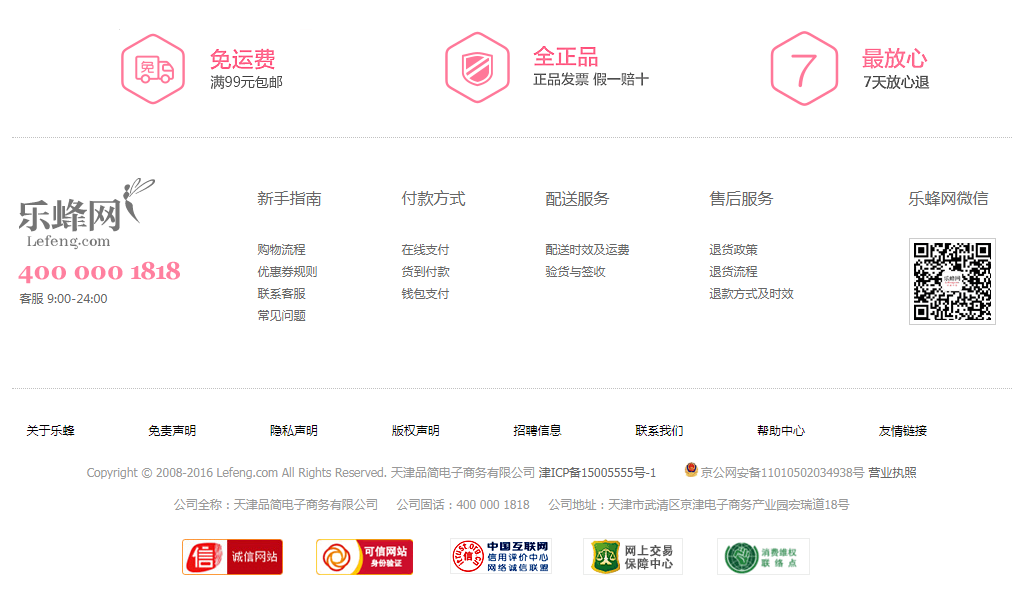 免
免运费
满99元包邮
全正品
正品发票 假一赔十
7
最放心
7天放心退
乐蜂网
Lefeng.com
400 000 1818
客服 9:00-24:00
新手指南
购物流程
优惠券规则
联系客服
常见问题
付款方式
在线支付
货到付款
钱包支付
配送服务
配送时效及运费
验货与签收
售后服务
退货政策
退货流程
退款方式及时效
乐蜂网微信
乐蜂网
关于乐蜂 免责声明 隐私声明 版权声明 招聘信息 联系我们 帮助中心 友情链接
Copyright © 2008-2016 Lefeng.com All Rights Reserved. 天津品简电子商务有限公司 津ICP备15005555号-1 京公网安备11010502034938号 营业执照
公司全称：天津品简电子商务有限公司 公司固话：400 000 1818 公司地址：天津市武清区京津电子商务产业园宏瑞道18号
信 诚信网站
可信网站
身份验证
itrust.org.cn
信
中国互联网
信用评价中心
网络诚信联盟
网上交易
保障中心
消费维权
联络点